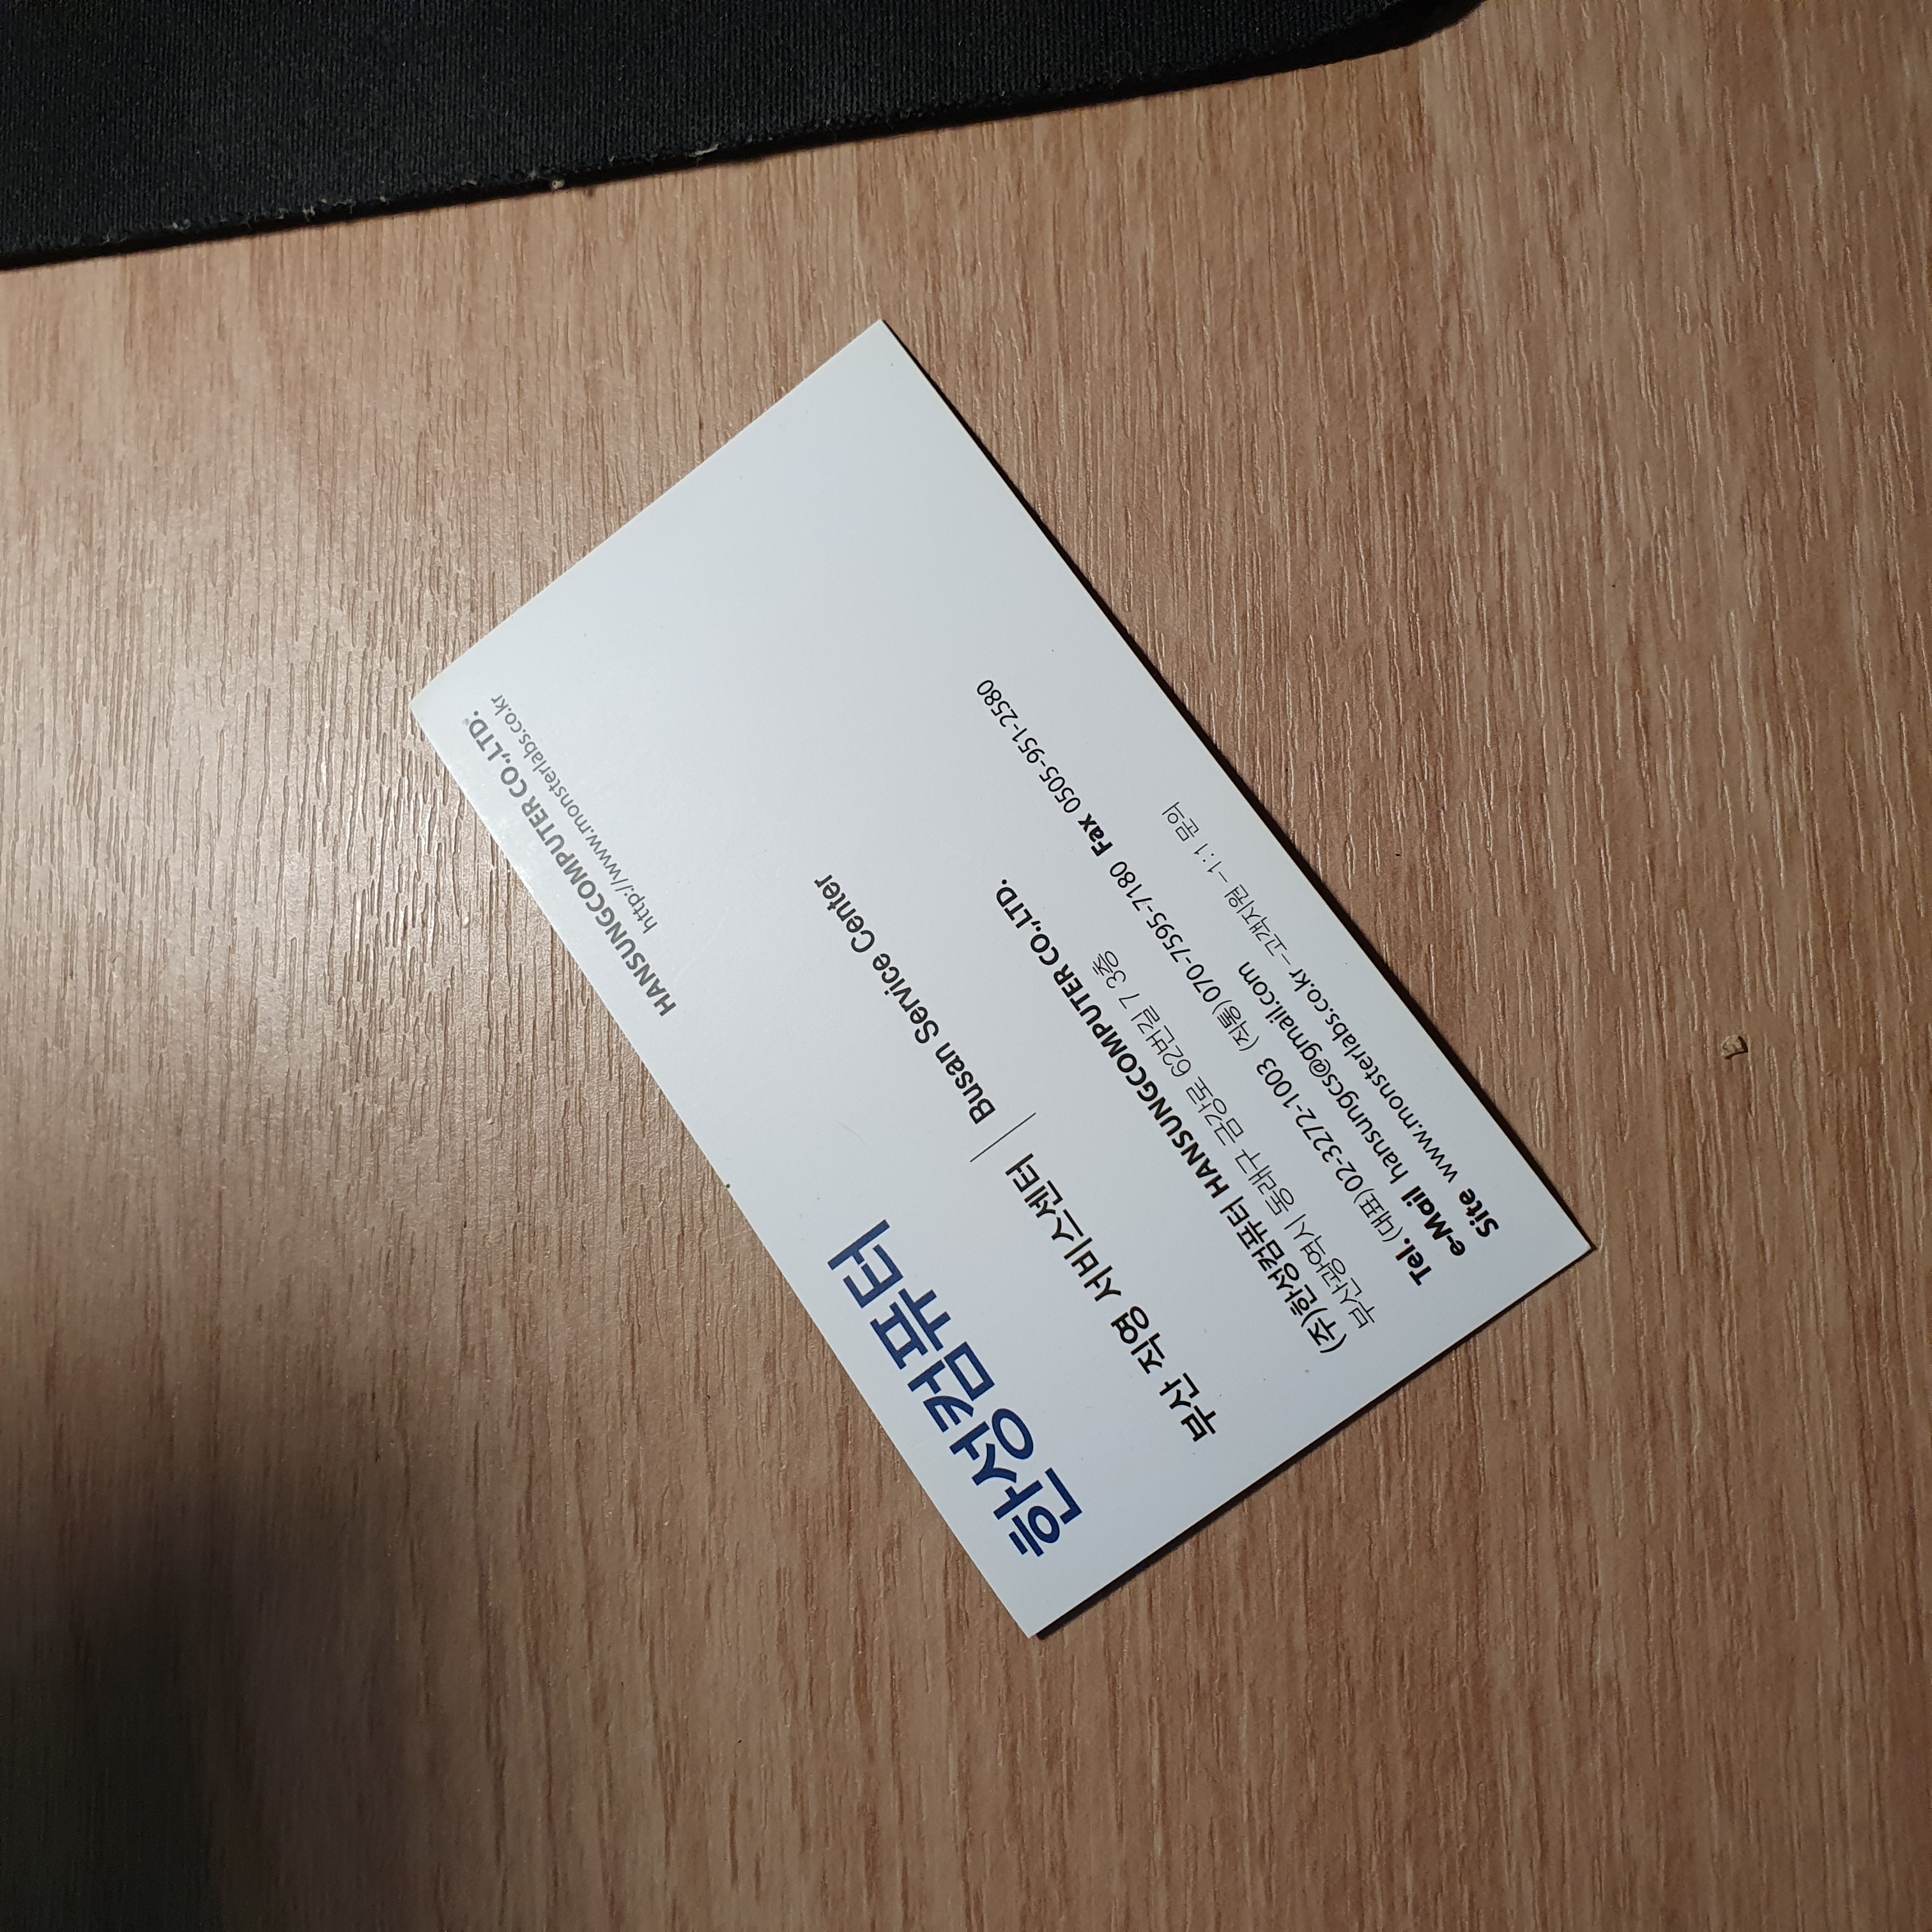 HANSUNGCOMPUTER CO.,LTD.
http://www.monsterlabs.co.kr
한성컴퓨터
부산 직영 서비스센터 | Busan Service Center
(주)한성컴퓨터 HANSUNGCOMPUTER CO.,LTD.
부산광역시 동래구 금강로 62번길 7 3층
Tel. (대표)02-3272-1003 (직통)070-7595-7180 Fax 0505-951-2580
e-Mail hansungcs@gmail.com
Site www.monsterlabs.co.kr -고객지원 -1:1 문의